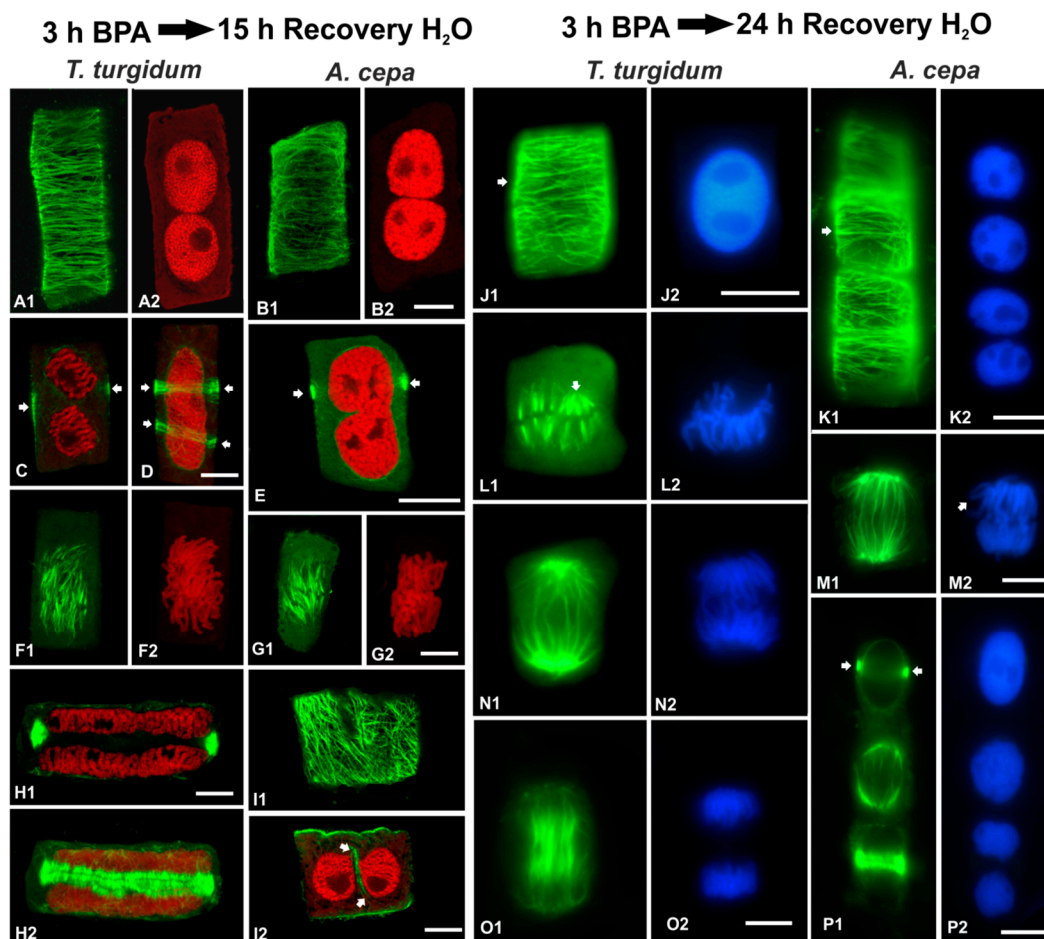 3 h BPA 15 h Recovery H₂O
3 h BPA 24 h Recovery H₂O
T. turgidum
A. cepa
T. turgidum
A. cepa
A1
A2
B1
B2
J1
J2
K1
K2
C
D
E
L1
L2
M1
M2
F1
F2
G1
G2
N1
N2
H1
I1
H2
I2
O1
O2
P1
P2